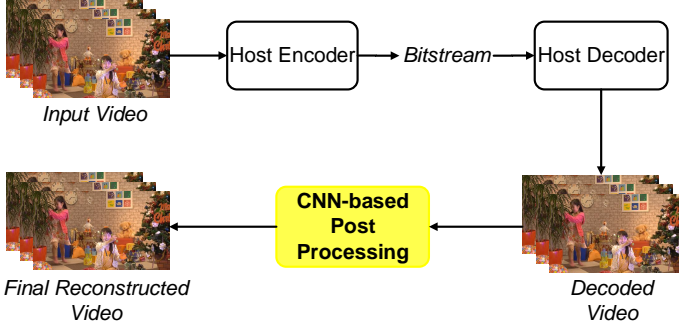 Host Encoder
Bitstream
Host Decoder
Input Video
CNN-based
Post
Processing
Final Reconstructed
Video
Decoded
Video